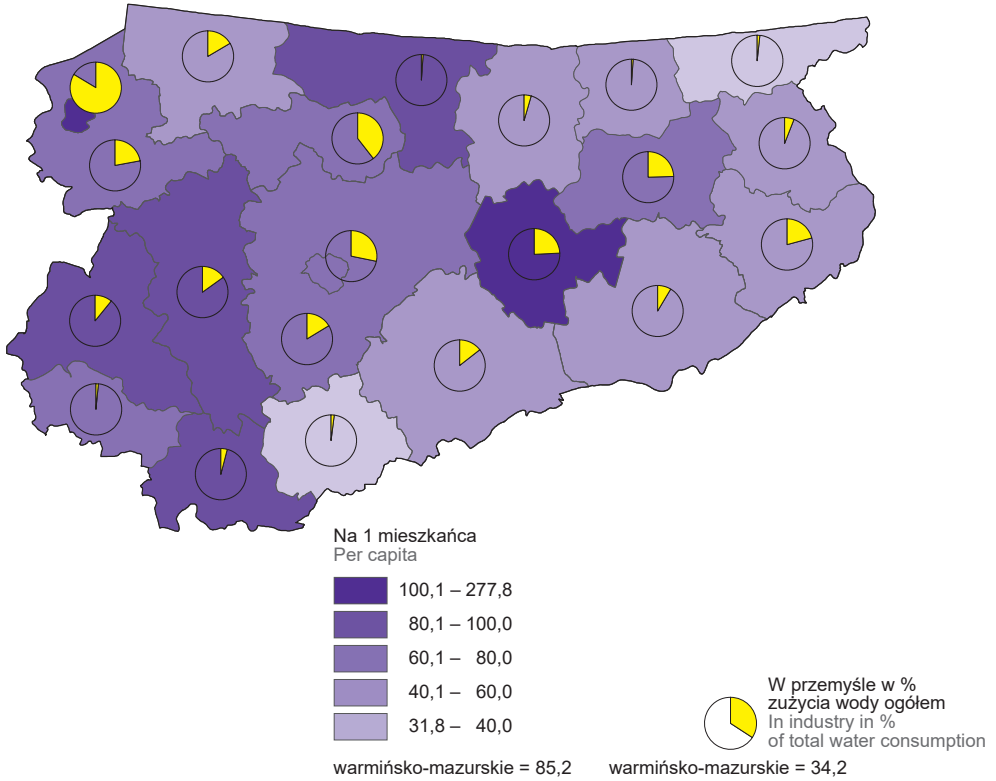 Na 1 mieszkańca
Per capita
100,1 – 277,8
80,1 – 100,0
60,1 – 80,0
40,1 – 60,0
31,8 – 40,0
W przemyśle w %
zużycia wody ogółem
In industry in %
of total water consumption
warmińsko-mazurskie = 85,2 warmińsko-mazurskie = 34,2